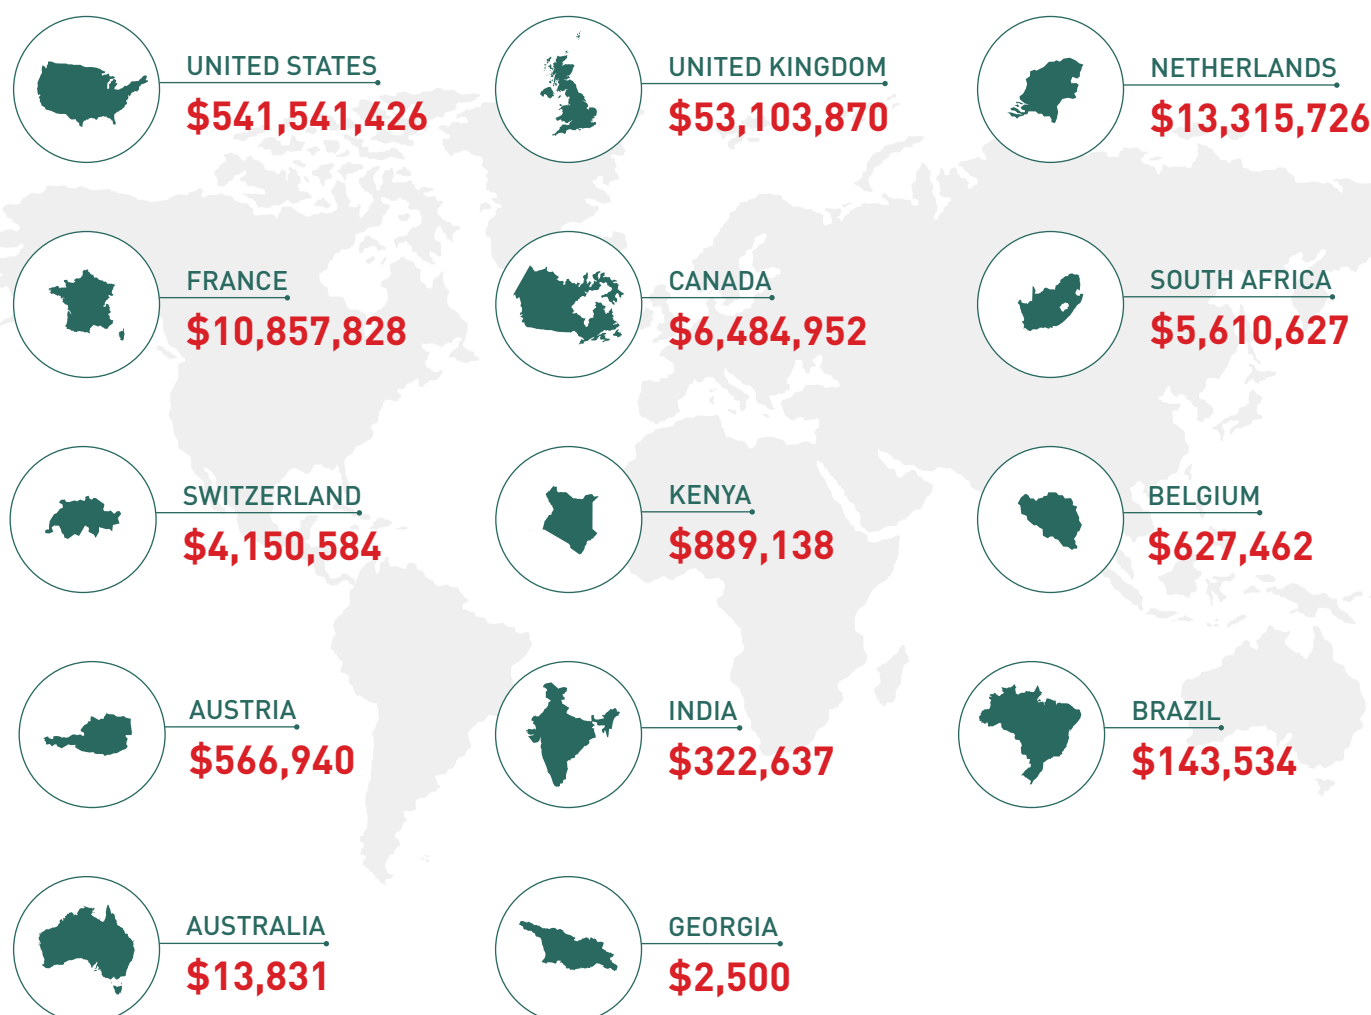 UNITED STATES
$541,541,426
UNITED KINGDOM
$53,103,870
NETHERLANDS
$13,315,726
FRANCE
$10,857,828
CANADA
$6,484,952
SOUTH AFRICA
$5,610,627
SWITZERLAND
$4,150,584
KENYA
$889,138
BELGIUM
$627,462
AUSTRIA
$566,940
INDIA
$322,637
BRAZIL
$143,534
AUSTRALIA
$13,831
GEORGIA
$2,500